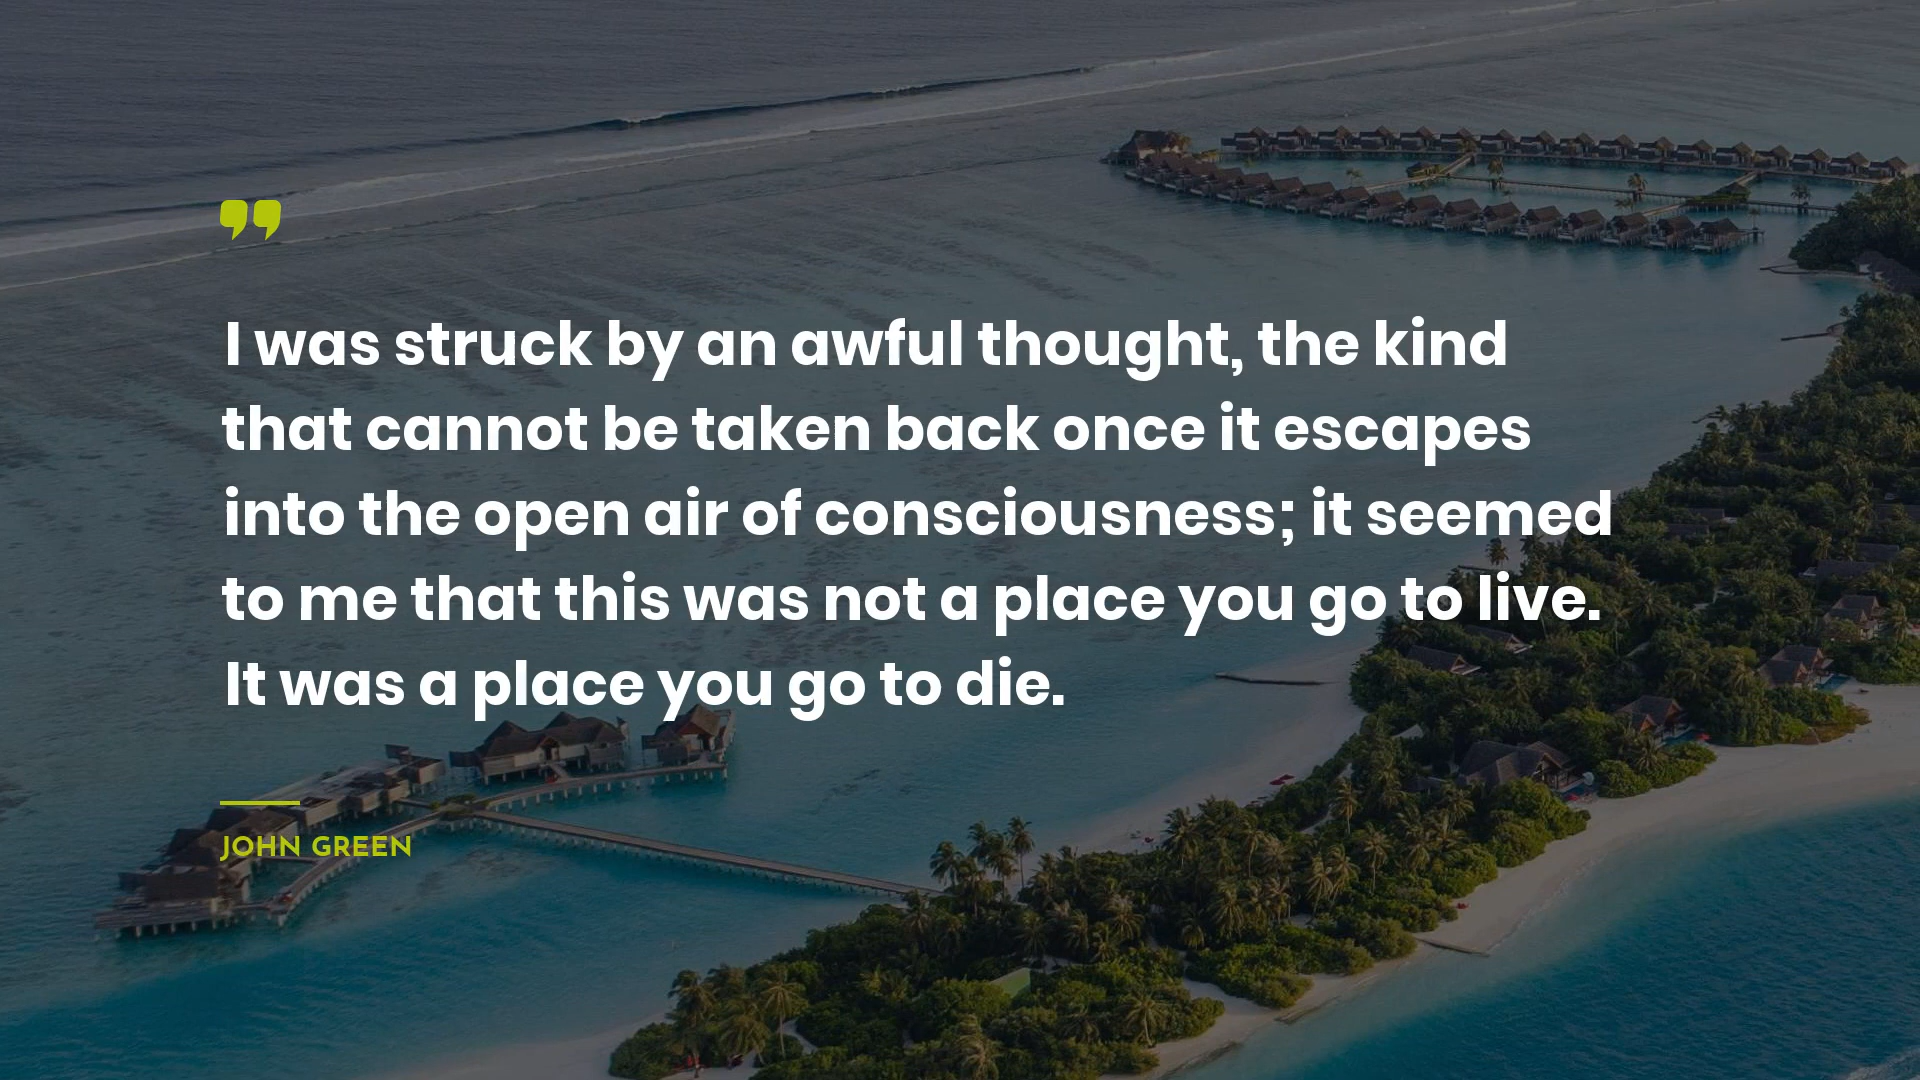 I was struck by an awful thought, the kind
that cannot be taken back once it escapes
into the open air of consciousness; it seemed
to me that this was not a place you go to live.
It was a place you go to die.
JOHN GREEN